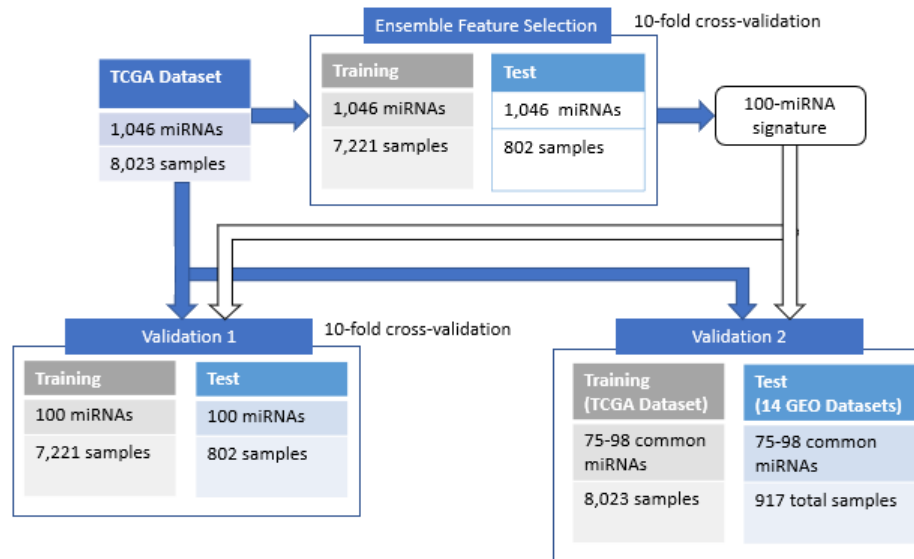 Ensemble Feature Selection
10-fold cross-validation
TCGA Dataset
1,046 miRNAs
8,023 samples
Training
1,046 miRNAs
7,221 samples
Test
1,046 miRNAs
802 samples
100-miRNA
signature
Validation 1
10-fold cross-validation
Training
100 miRNAs
7,221 samples
Test
100 miRNAs
802 samples
Validation 2
Training
(TCGA Dataset)
75-98 common
miRNAs
8,023 samples
Test
(14 GEO Datasets)
75-98 common
miRNAs
917 total samples